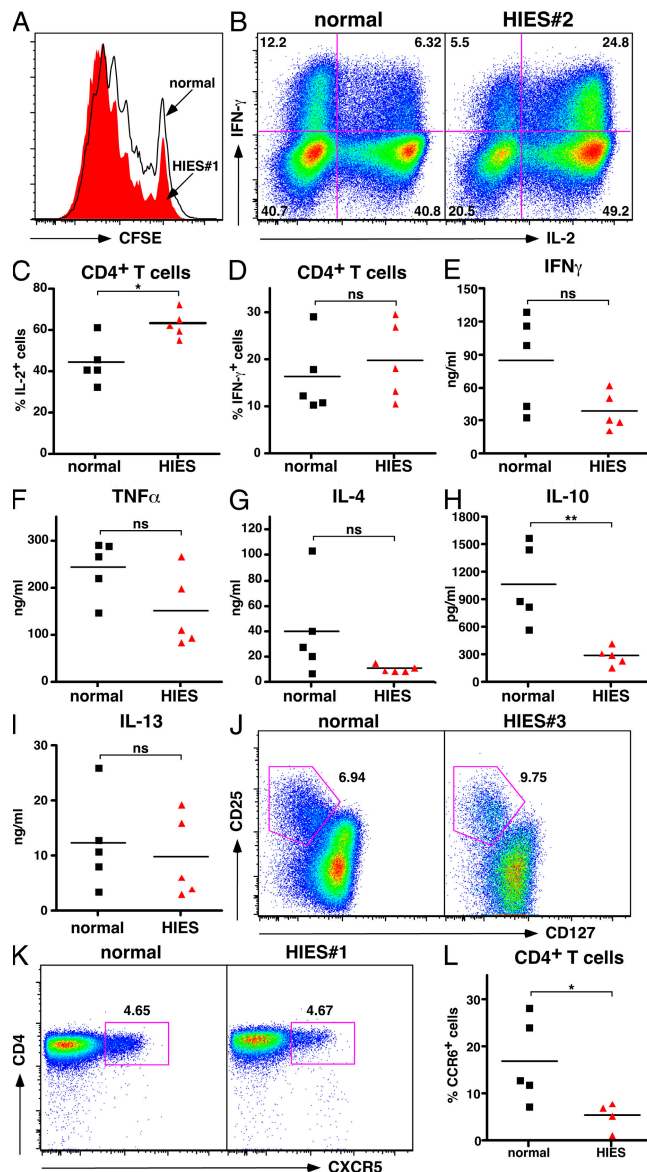 A
normal
HIES#1
CFSE
B
normal HIES#2
12.2 6.32 5.5 24.8
IFN-γ
40.7 40.8 20.5 49.2
IL-2
C
CD4+ T cells
*
80
60
40
20
0
% IL-2+ cells
normal HIES
D
CD4+ T cells
ns
30
20
10
0
% IFN-γ+ cells
normal HIES
E
IFNγ
ns
150
120
90
60
30
0
ng/ml
normal HIES
F
TNFα
ns
300
200
100
0
ng/ml
normal HIES
G
IL-4
ns
120
100
80
60
40
20
0
ng/ml
normal HIES
H
IL-10
**
1800
1500
1200
900
600
300
0
pg/ml
normal HIES
I
IL-13
ns
30
20
10
0
ng/ml
normal HIES
J
normal HIES#3
6.94 9.75
CD25
CD127
K
normal HIES#1
4.65 4.67
CD4
CXCR5
L
CD4+ T cells
*
30
20
10
0
% CCR6+ cells
normal HIES